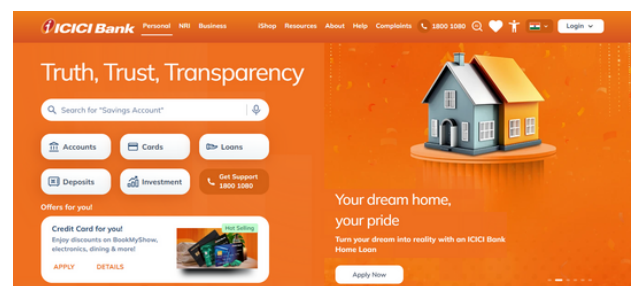 ICICI Bank Personal NRI Business iShop Resources About Help Complaints 1800 1080 Login
Truth, Trust, Transparency
Search for "Savings Account"
Accounts Cards Loans
Deposits Investment Get Support
1800 1080
Offers for you!
Credit Card for you!
Hot Selling
Enjoy discounts on BookMyShow,
electronics, dining & more!
APPLY DETAILS
Your dream home,
your pride
Turn your dream into reality with an ICICI Bank
Home Loan
Apply Now